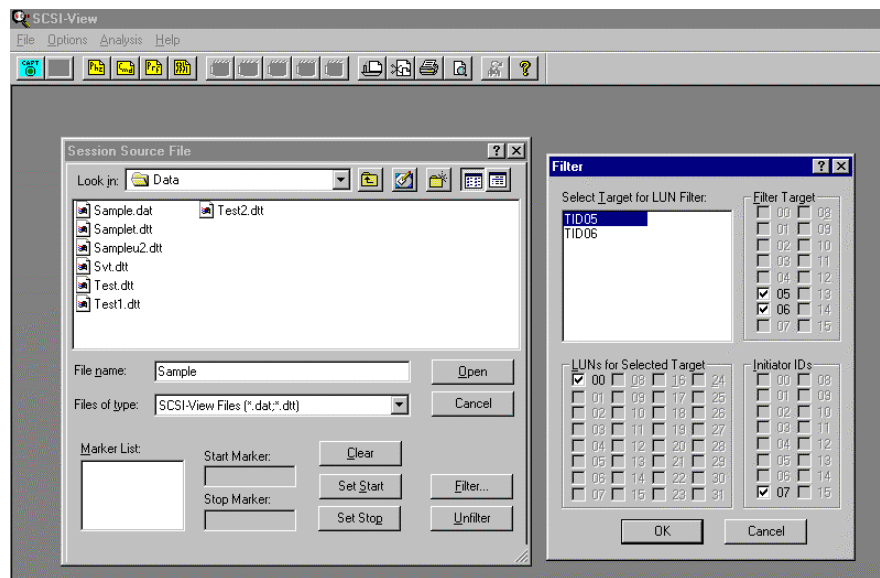 SCSI-View
File Options Analysis Help
CAPT Phz Cmd Prf
Session Source File
Look in: Data
Sample.dat
Samplet.dtt
Sampleu2.dtt
Svt.dtt
Test.dtt
Test1.dtt
Test2.dtt
File name: Sample Open
Files of type: SCSI-View Files (*.dat;*.dtt) Cancel
Marker List:
Start Marker:
Stop Marker:
Clear
Set Start
Set Stop
Filter...
Unfilter
Filter
Select Target for LUN Filter:
TID05
TID06
Filter Target
00 08
01 09
02 10
03 11
04 12
05 13
06 14
07 15
LUNs for Selected Target
00 08 16 24
01 09 17 25
02 10 18 26
03 11 19 27
04 12 20 28
05 13 21 29
06 14 22 30
07 15 23 31
Initiator IDs
00 08
01 09
02 10
03 11
04 12
05 13
06 14
07 15
OK Cancel